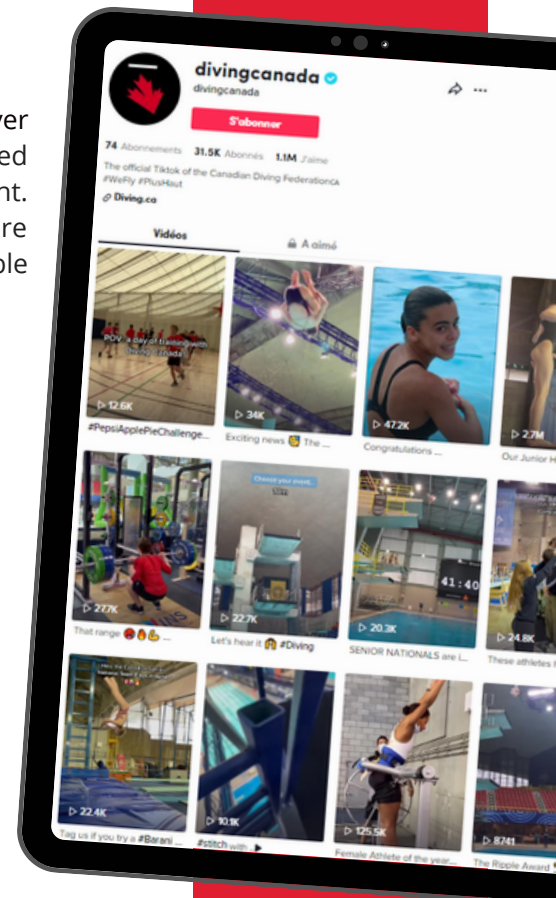 ver
ed
nt.
re
ble
divingcanada
divingcanada
S'abonner
74 Abonnements 31.5K Abonnés 1.1M J'aime
The official Tiktok of the Canadian Diving Federation
#WeFly #PlusHaut
Diving.ca
Vidéos
A aimé
POV: a day of training with
Diving Canada
12.6K
34K
47.2K
2.7M
#PepsiApplePieChallenge...
Exciting news The ...
Congratulations ...
Our Junior H
Choose your event...
41:40
27.7K
22.7K
20.3K
24.8K
That range ...
Let's hear it #Diving
SENIOR NATIONALS are i...
These athletes h
22.4K
10.1K
125.5K
8741
Tag us if you try a #Barani ...
#stitch with ...
Female Athlete of the year...
The Ripple Award